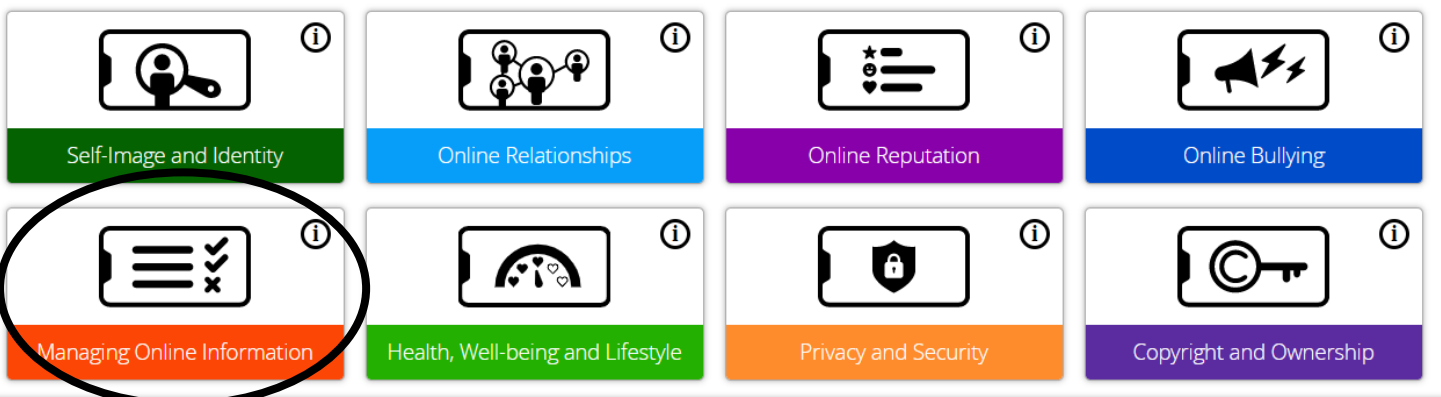 Self-Image and Identity
Online Relationships
Online Reputation
Online Bullying
Managing Online Information
Health, Well-being and Lifestyle
Privacy and Security
Copyright and Ownership